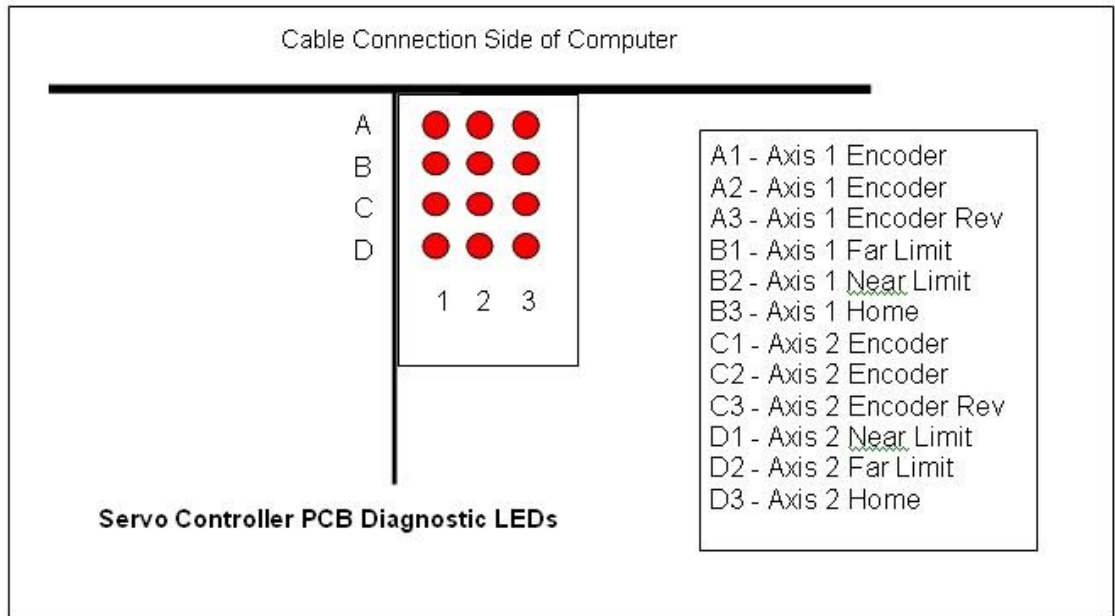 Cable Connection Side of Computer
A
B
C
D
1 2 3
A1 - Axis 1 Encoder
A2 - Axis 1 Encoder
A3 - Axis 1 Encoder Rev
B1 - Axis 1 Far Limit
B2 - Axis 1 Near Limit
B3 - Axis 1 Home
C1 - Axis 2 Encoder
C2 - Axis 2 Encoder
C3 - Axis 2 Encoder Rev
D1 - Axis 2 Near Limit
D2 - Axis 2 Far Limit
D3 - Axis 2 Home
Servo Controller PCB Diagnostic LEDs